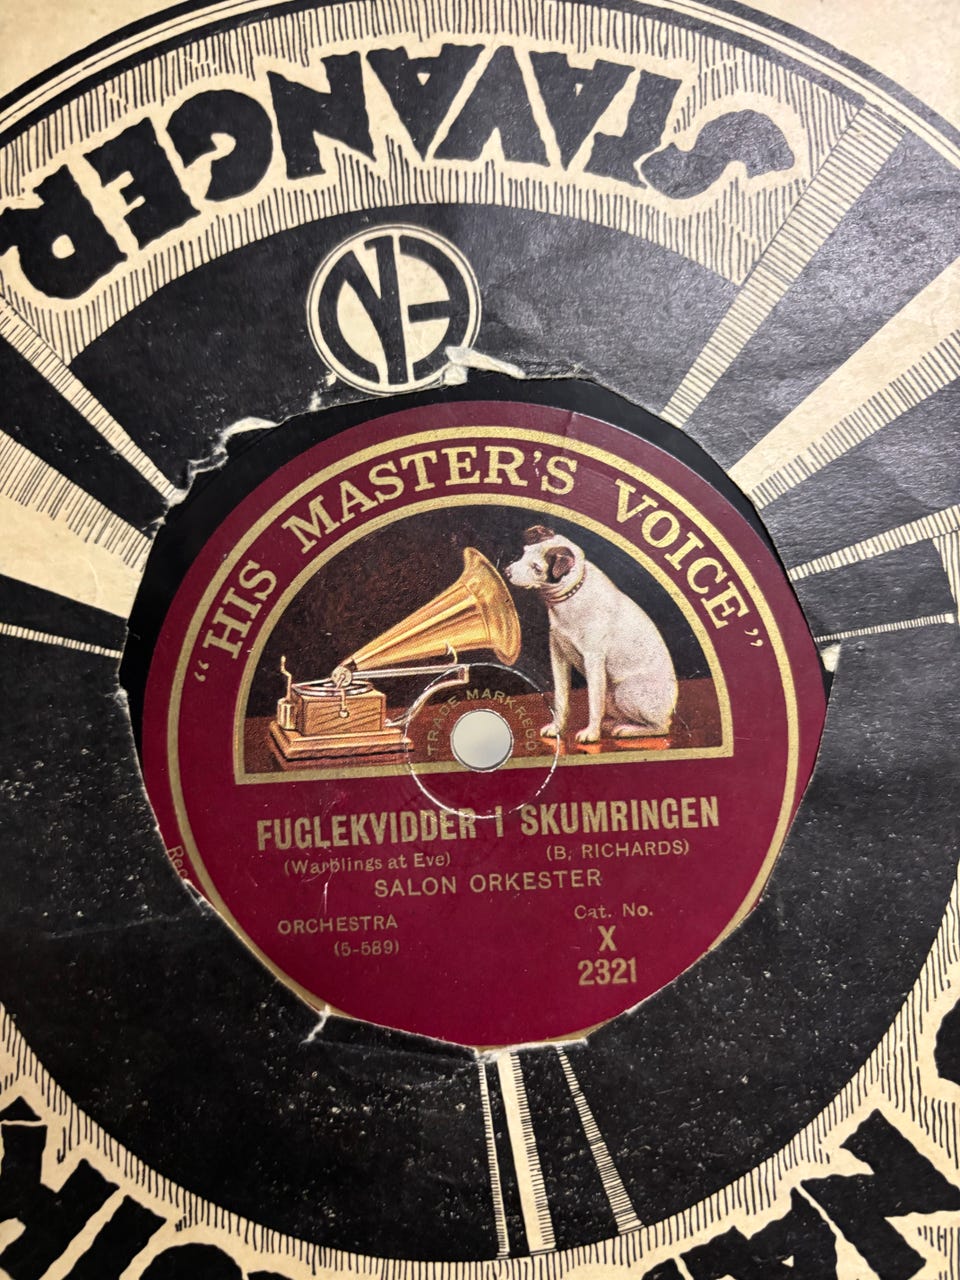 STAVANGER
"HIS MASTER'S VOICE"
TRADE MARK REGD
FUGLEKVIDDER I SKUMRINGEN
(Warblings at Eve) (B. RICHARDS)
SALON ORKESTER
ORCHESTRA Cat. No.
(5-589) X
2321